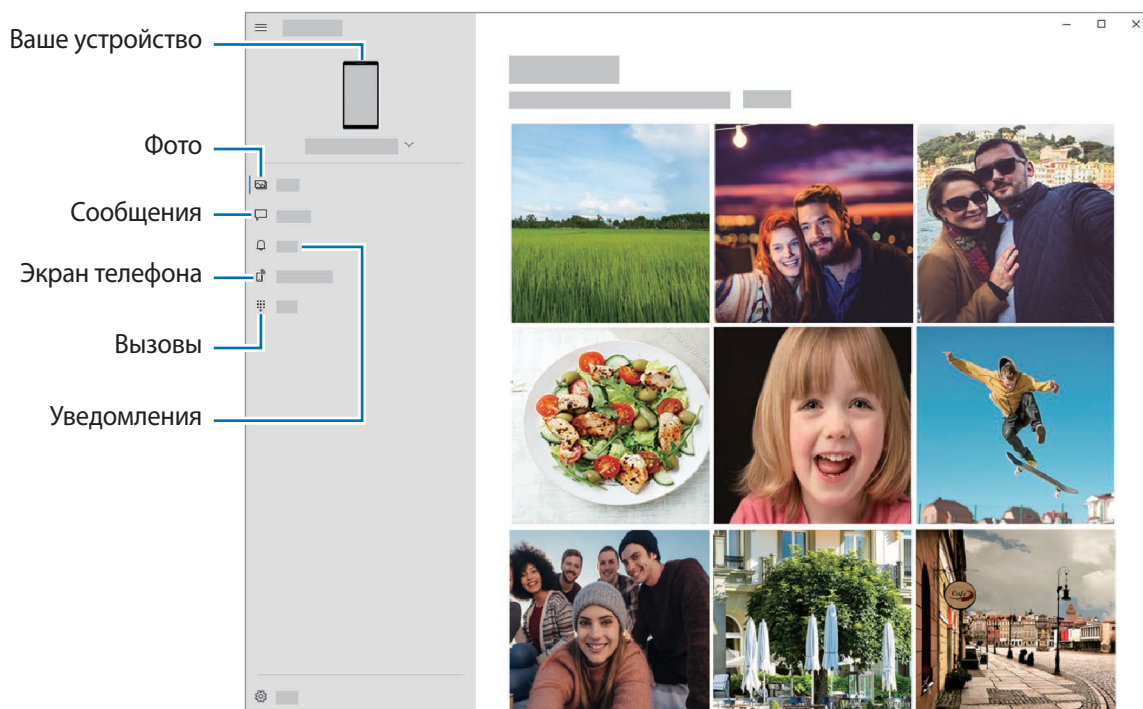 Ваше устройство
Фото
Сообщения
Экран телефона
Вызовы
Уведомления
Cafe